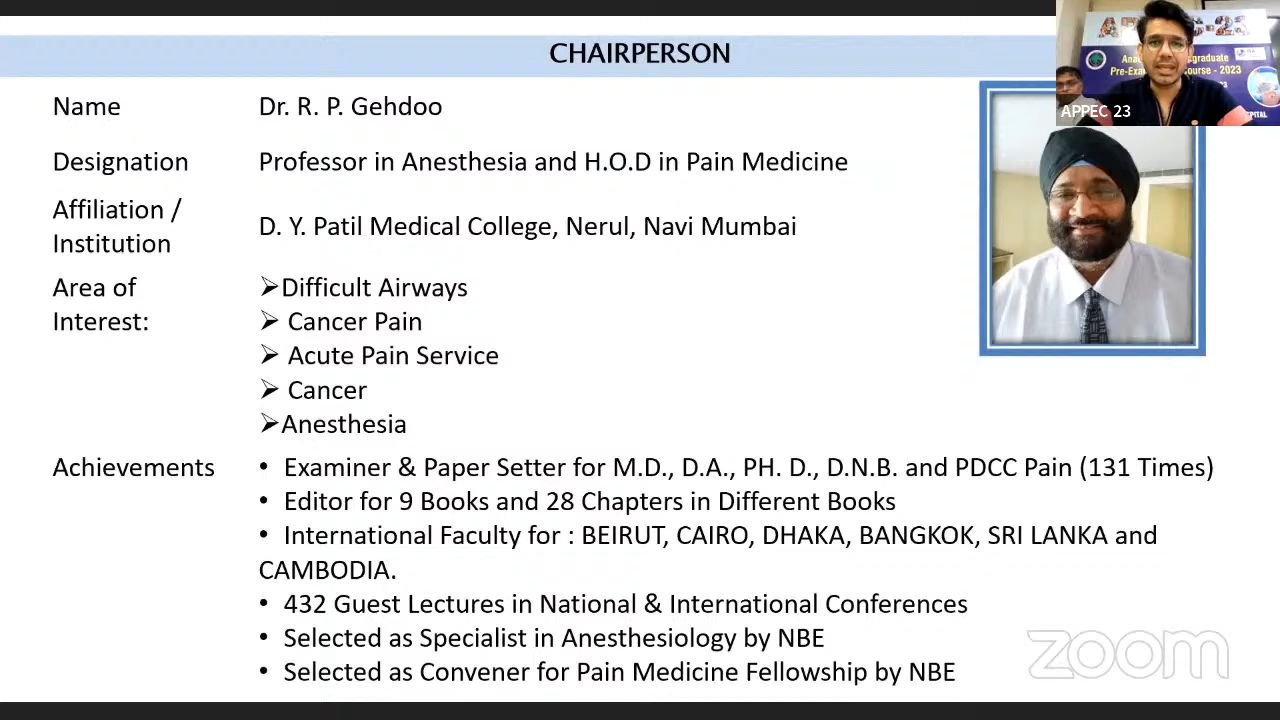 CHAIRPERSON
Name Dr. R. P. Gehdoo
Designation Professor in Anesthesia and H.O.D in Pain Medicine
Affiliation /
Institution
D. Y. Patil Medical College, Nerul, Navi Mumbai
Area of
Interest:
➢Difficult Airways
➢ Cancer Pain
➢ Acute Pain Service
➢ Cancer
➢Anesthesia
Achievements
• Examiner & Paper Setter for M.D., D.A., PH. D., D.N.B. and PDCC Pain (131 Times)
• Editor for 9 Books and 28 Chapters in Different Books
• International Faculty for : BEIRUT, CAIRO, DHAKA, BANGKOK, SRI LANKA and
CAMBODIA.
• 432 Guest Lectures in National & International Conferences
• Selected as Specialist in Anesthesiology by NBE
• Selected as Convener for Pain Medicine Fellowship by NBE
APPEC 23
zoom